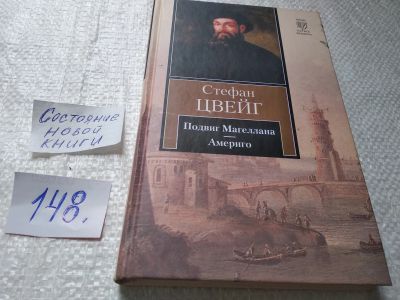 Состояние
новой
книги
148.
Стефан
ЦВЕЙГ
Подвиг Магеллана
Америго